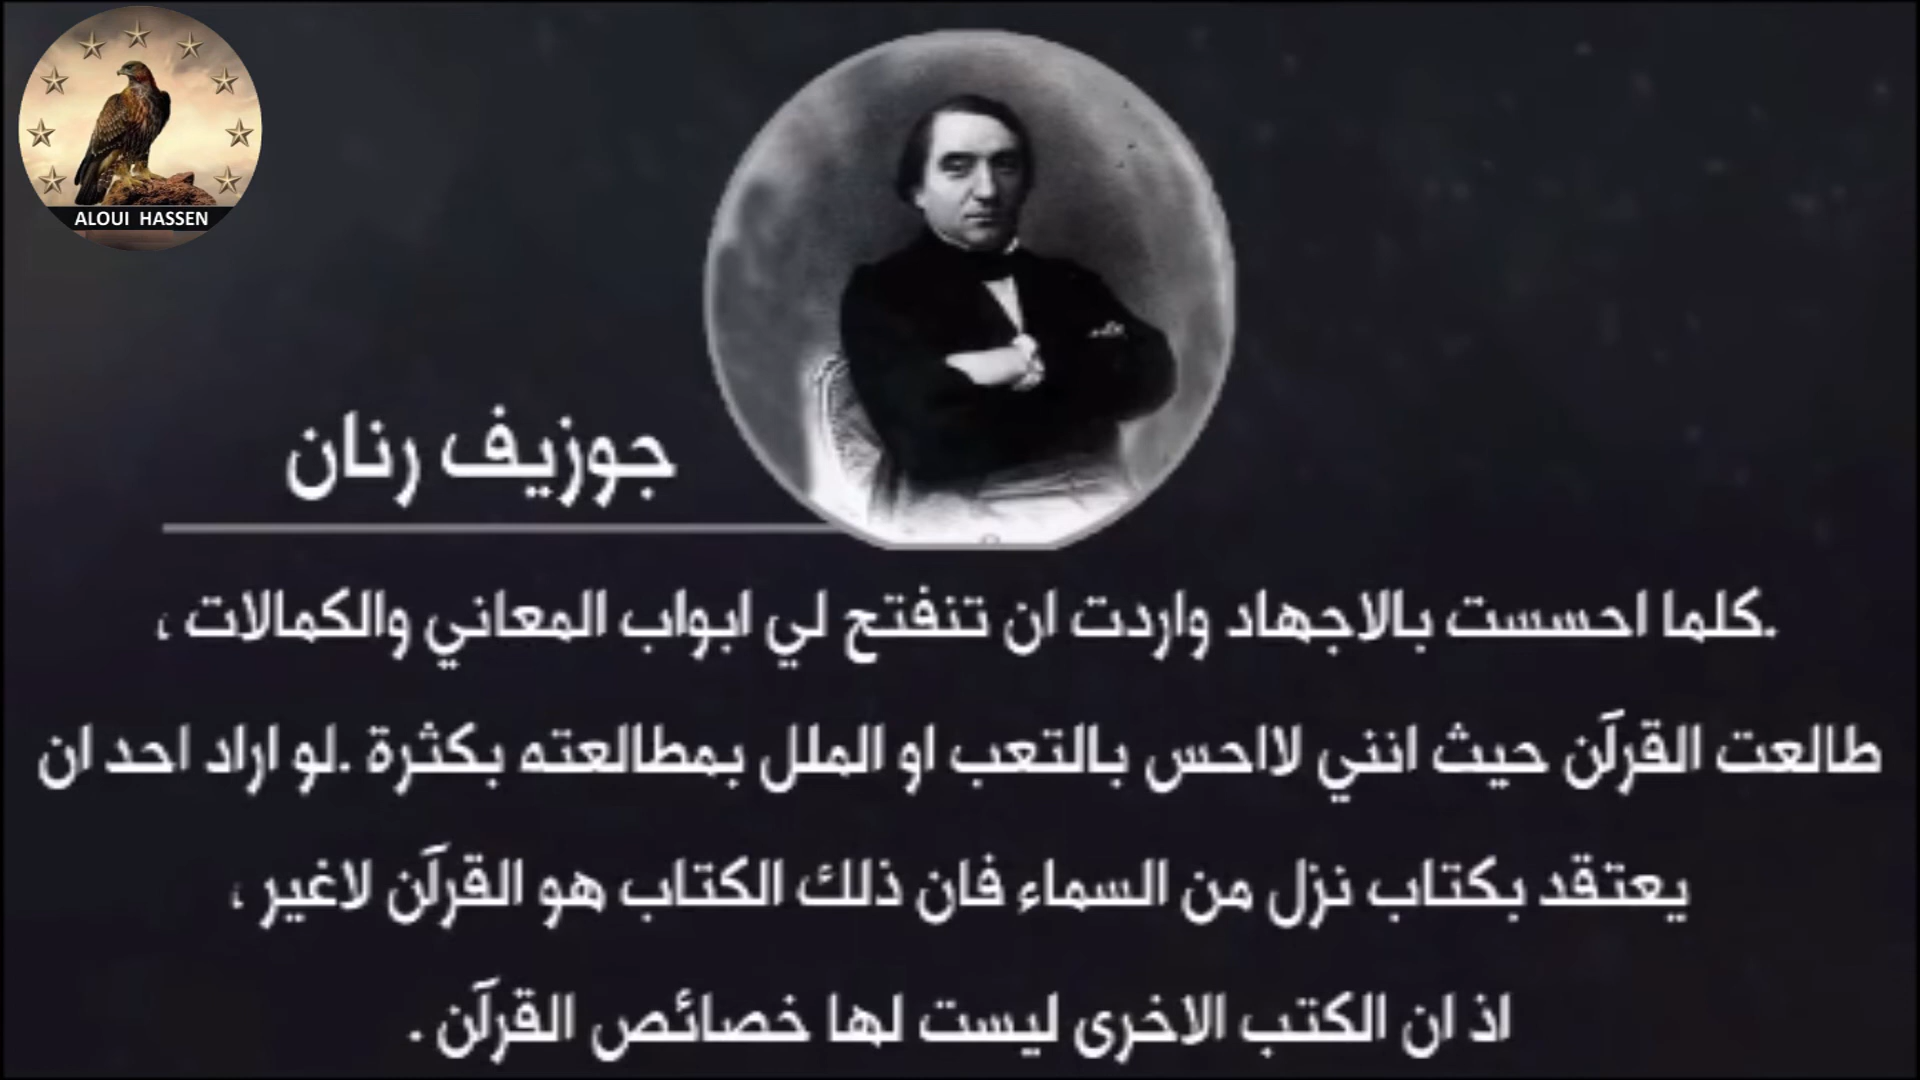 ALOUI HASSEN
جوزيف رنان
.كلما احسست بالاجهاد واردت ان تنفتح لي ابواب المعاني والكمالات ،
طالعت القرآن حيث انني لااحس بالتعب او الملل بمطالعته بكثرة .لو اراد احد ان
يعتقد بكتاب نزل من السماء فان ذلك الكتاب هو القرآن لاغير ،
اذ ان الكتب الاخرى ليست لها خصائص القرآن .